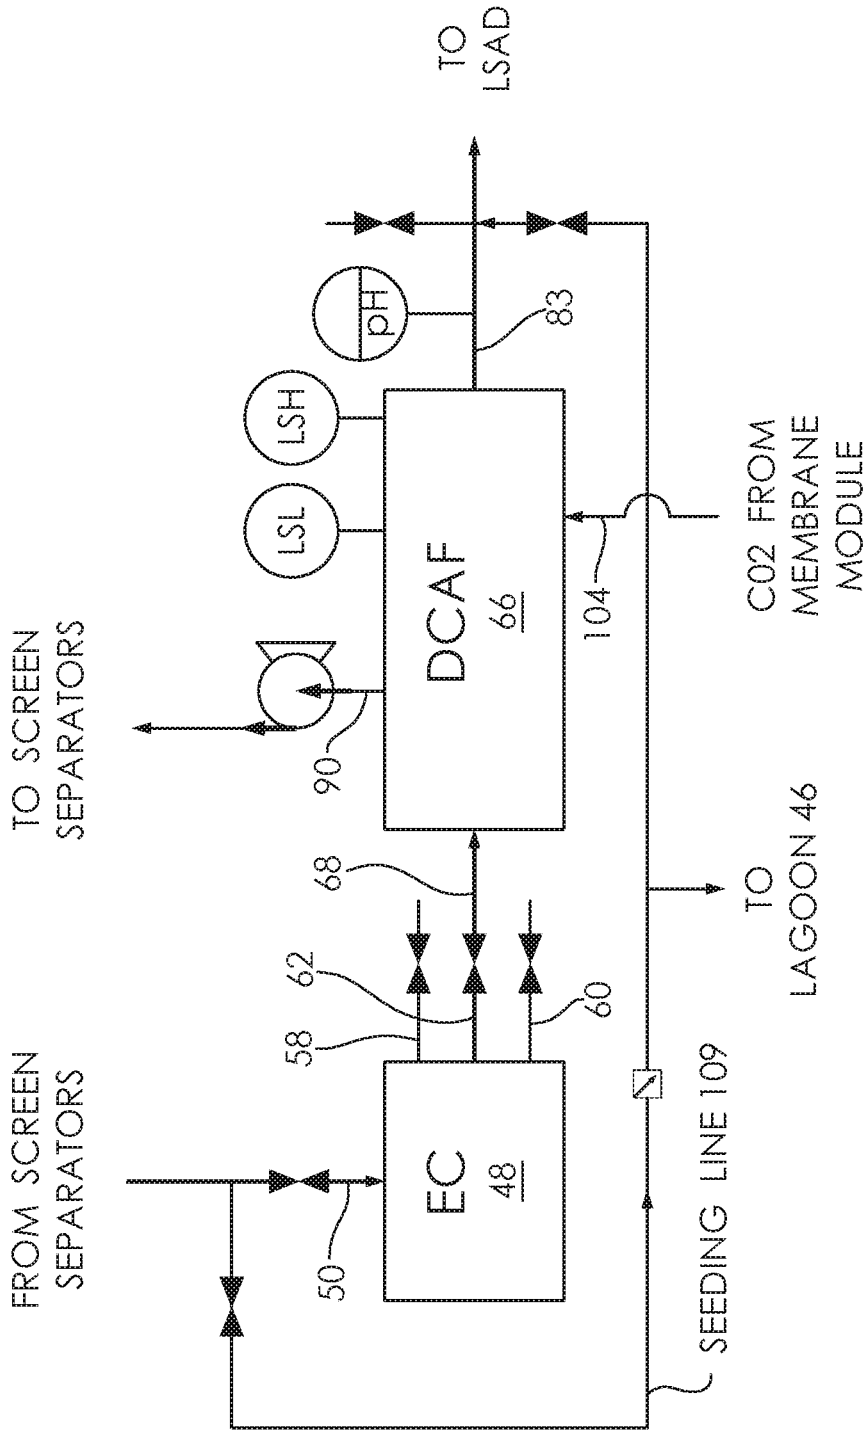 FROM SCREEN
SEPARATORS
TO SCREEN
SEPARATORS
50
EC
48
58
62
60
68
90
DCAF
66
LSL
LSH
pH
83
104
TO
LSAD
SEEDING LINE 109
TO
LAGOON 46
C02 FROM
MEMBRANE
MODULE